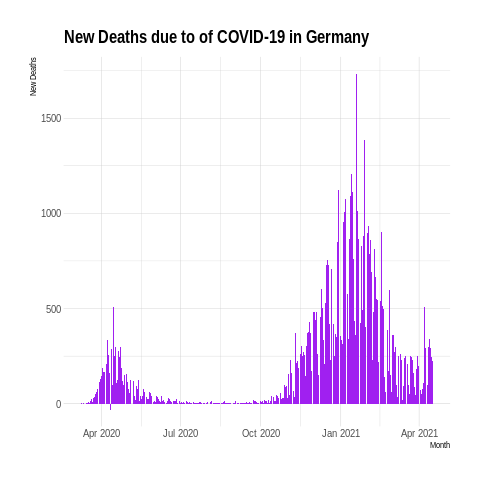 New Deaths due to of COVID-19 in Germany
New Deaths
1500
1000
500
0
Apr 2020 Jul 2020 Oct 2020 Jan 2021 Apr 2021
Month